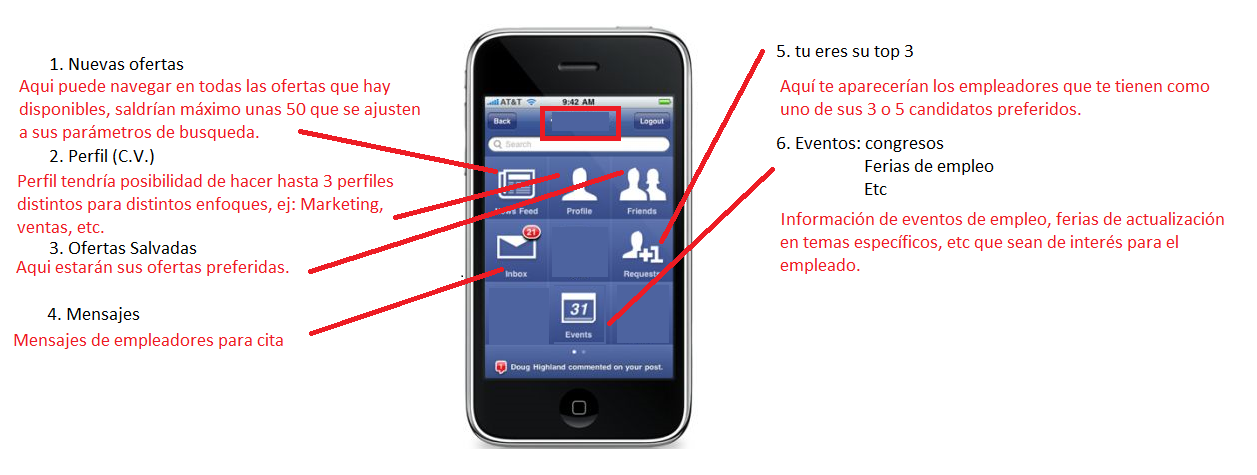 1. Nuevas ofertas
Aqui puede navegar en todas las ofertas que hay
disponibles, saldrían máximo unas 50 que se ajusten
a sus parámetros de busqueda.
2. Perfil (C.V.)
Perfil tendría posibilidad de hacer hasta 3 perfiles
distintos para distintos enfoques, ej: Marketing,
ventas, etc.
3. Ofertas Salvadas
Aqui estarán sus ofertas preferidas.
4. Mensajes
Mensajes de empleadores para cita
AT&T 9:42 AM
Back Logout
Search
News Feed Profile Friends
21
Inbox +1 Requests
31
Events
Doug Highland commented on your post.
5. tu eres su top 3
Aquí te aparecerían los empleadores que te tienen como
uno de sus 3 o 5 candidatos preferidos.
6. Eventos: congresos
Ferias de empleo
Etc
Información de eventos de empleo, ferias de actualización
en temas específicos, etc que sean de interés para el
empleado.